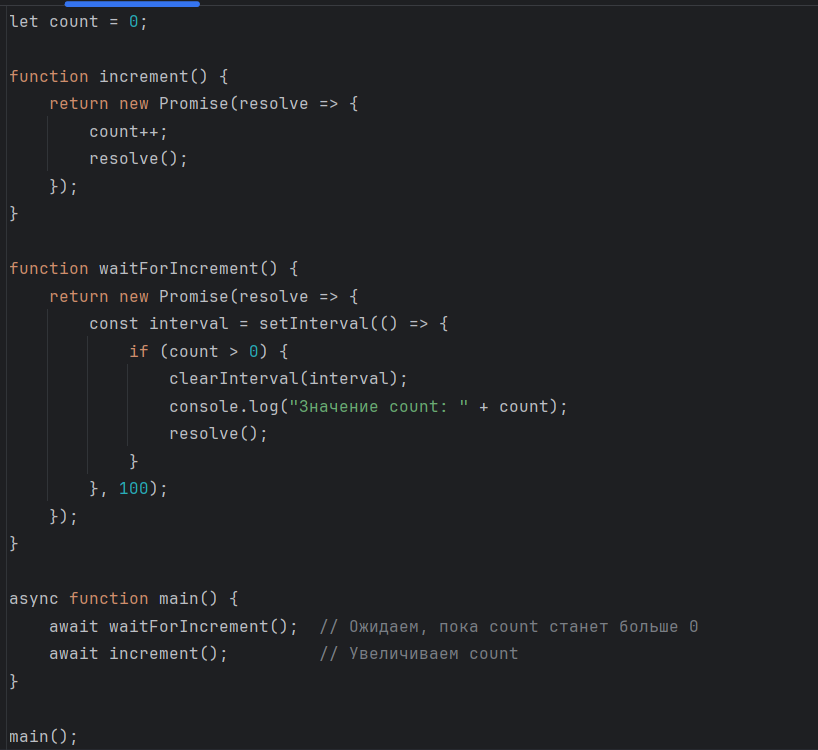 let count = 0;
function increment() {
    return new Promise(resolve => {
        count++;
        resolve();
    });
}
function waitForIncrement() {
    return new Promise(resolve => {
        const interval = setInterval(() => {
            if (count > 0) {
                clearInterval(interval);
                console.log("Значение count: " + count);
                resolve();
            }
        }, 100);
    });
}
async function main() {
    await waitForIncrement();  // Ожидаем, пока count станет больше 0
    await increment();         // Увеличиваем count
}
main();